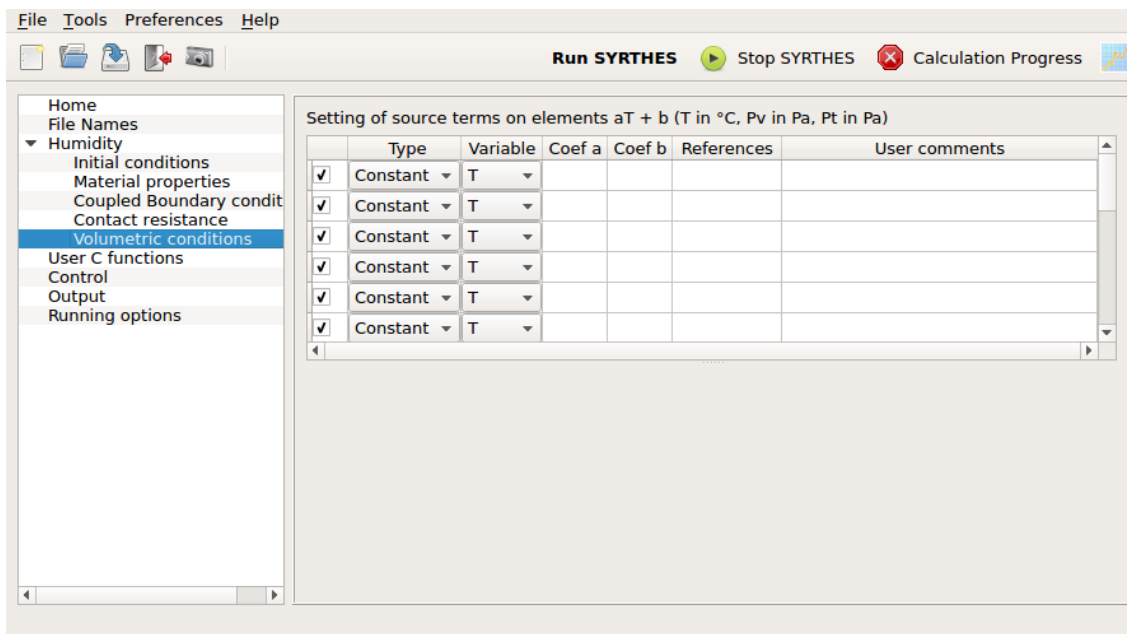 File Tools Preferences Help
Run SYRTHES Stop SYRTHES Calculation Progress
Home
File Names
Humidity
Initial conditions
Material properties
Coupled Boundary condit
Contact resistance
Volumetric conditions
User C functions
Control
Output
Running options
Setting of source terms on elements aT + b (T in °C, Pv in Pa, Pt in Pa)
Type Variable Coef a Coef b References User comments
Constant T
Constant T
Constant T
Constant T
Constant T
Constant T